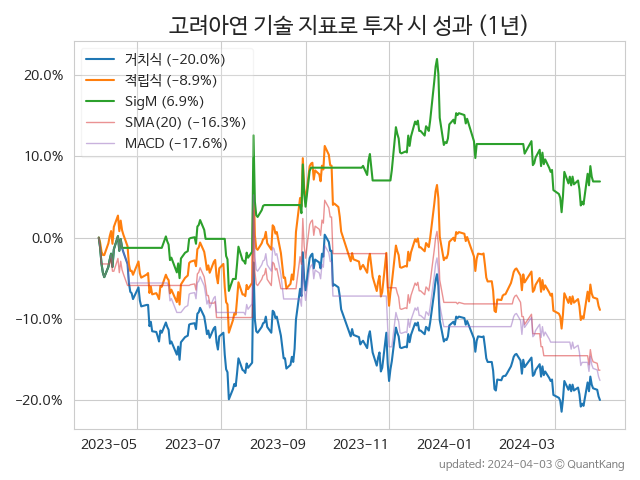 고려아연 기술 지표로 투자 시 성과 (1년)
거치식 (−20.0%)
적립식 (−8.9%)
SigM (6.9%)
SMA(20) (−16.3%)
MACD (−17.6%)
20.0%
10.0%
0.0%
−10.0%
−20.0%
2023-05 2023-07 2023-09 2023-11 2024-01 2024-03
updated: 2024-04-03 ⓒ QuantKang